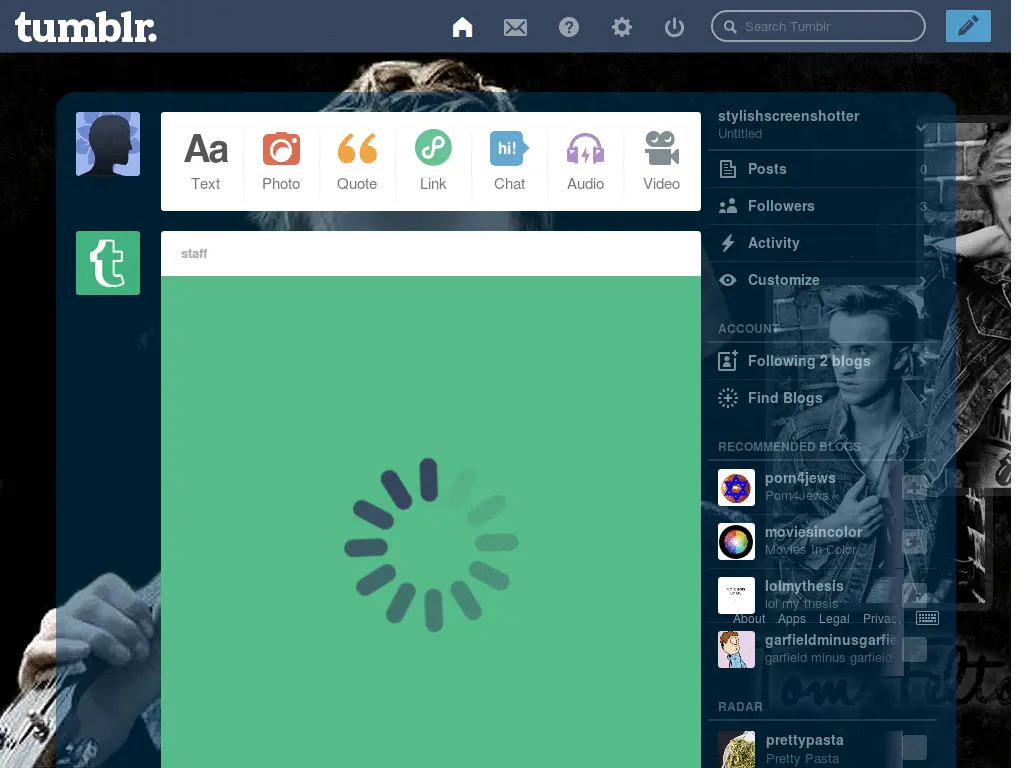 tumblr.
Search Tumblr
Aa
hi!
Text
Photo
Quote
Link
Chat
Audio
Video
t
staff
stylishscreenshotter
Untitled
Posts 0
Followers 3
Activity
Customize
ACCOUNT
Following 2 blogs
Find Blogs
RECOMMENDED BLOGS
porn4jews
Porn4Jews
moviesincolor
Movies In Color
lolmythesis
lol my thesis
About Apps Legal Privac
garfieldminusgarfie
garfield minus garfield
RADAR
prettypasta
Pretty Pasta